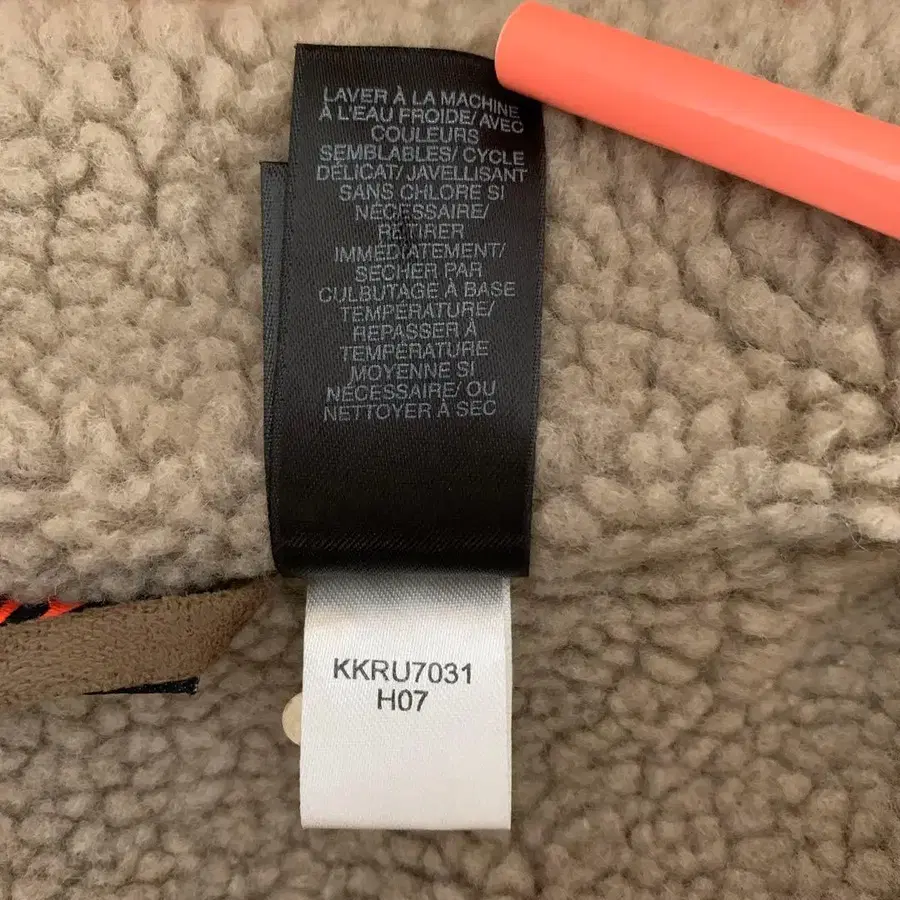 LAVER À LA MACHINE
À L'EAU FROIDE/AVEC
COULEURS
SEMBLABLES/ CYCLE
DÉLICAT/ JAVELLISANT
SANS CHLORE SI
NÉCESSAIRE/
RETIRER
IMMÉDIATEMENT/
SECHER PAR
CULBUTAGE À BASE
TEMPÉRATURE/
REPASSER À
TEMPÉRATURE
MOYENNE SI
NÉCESSAIRE/ OU
NETTOYER À SEC
KKRU7031
H07